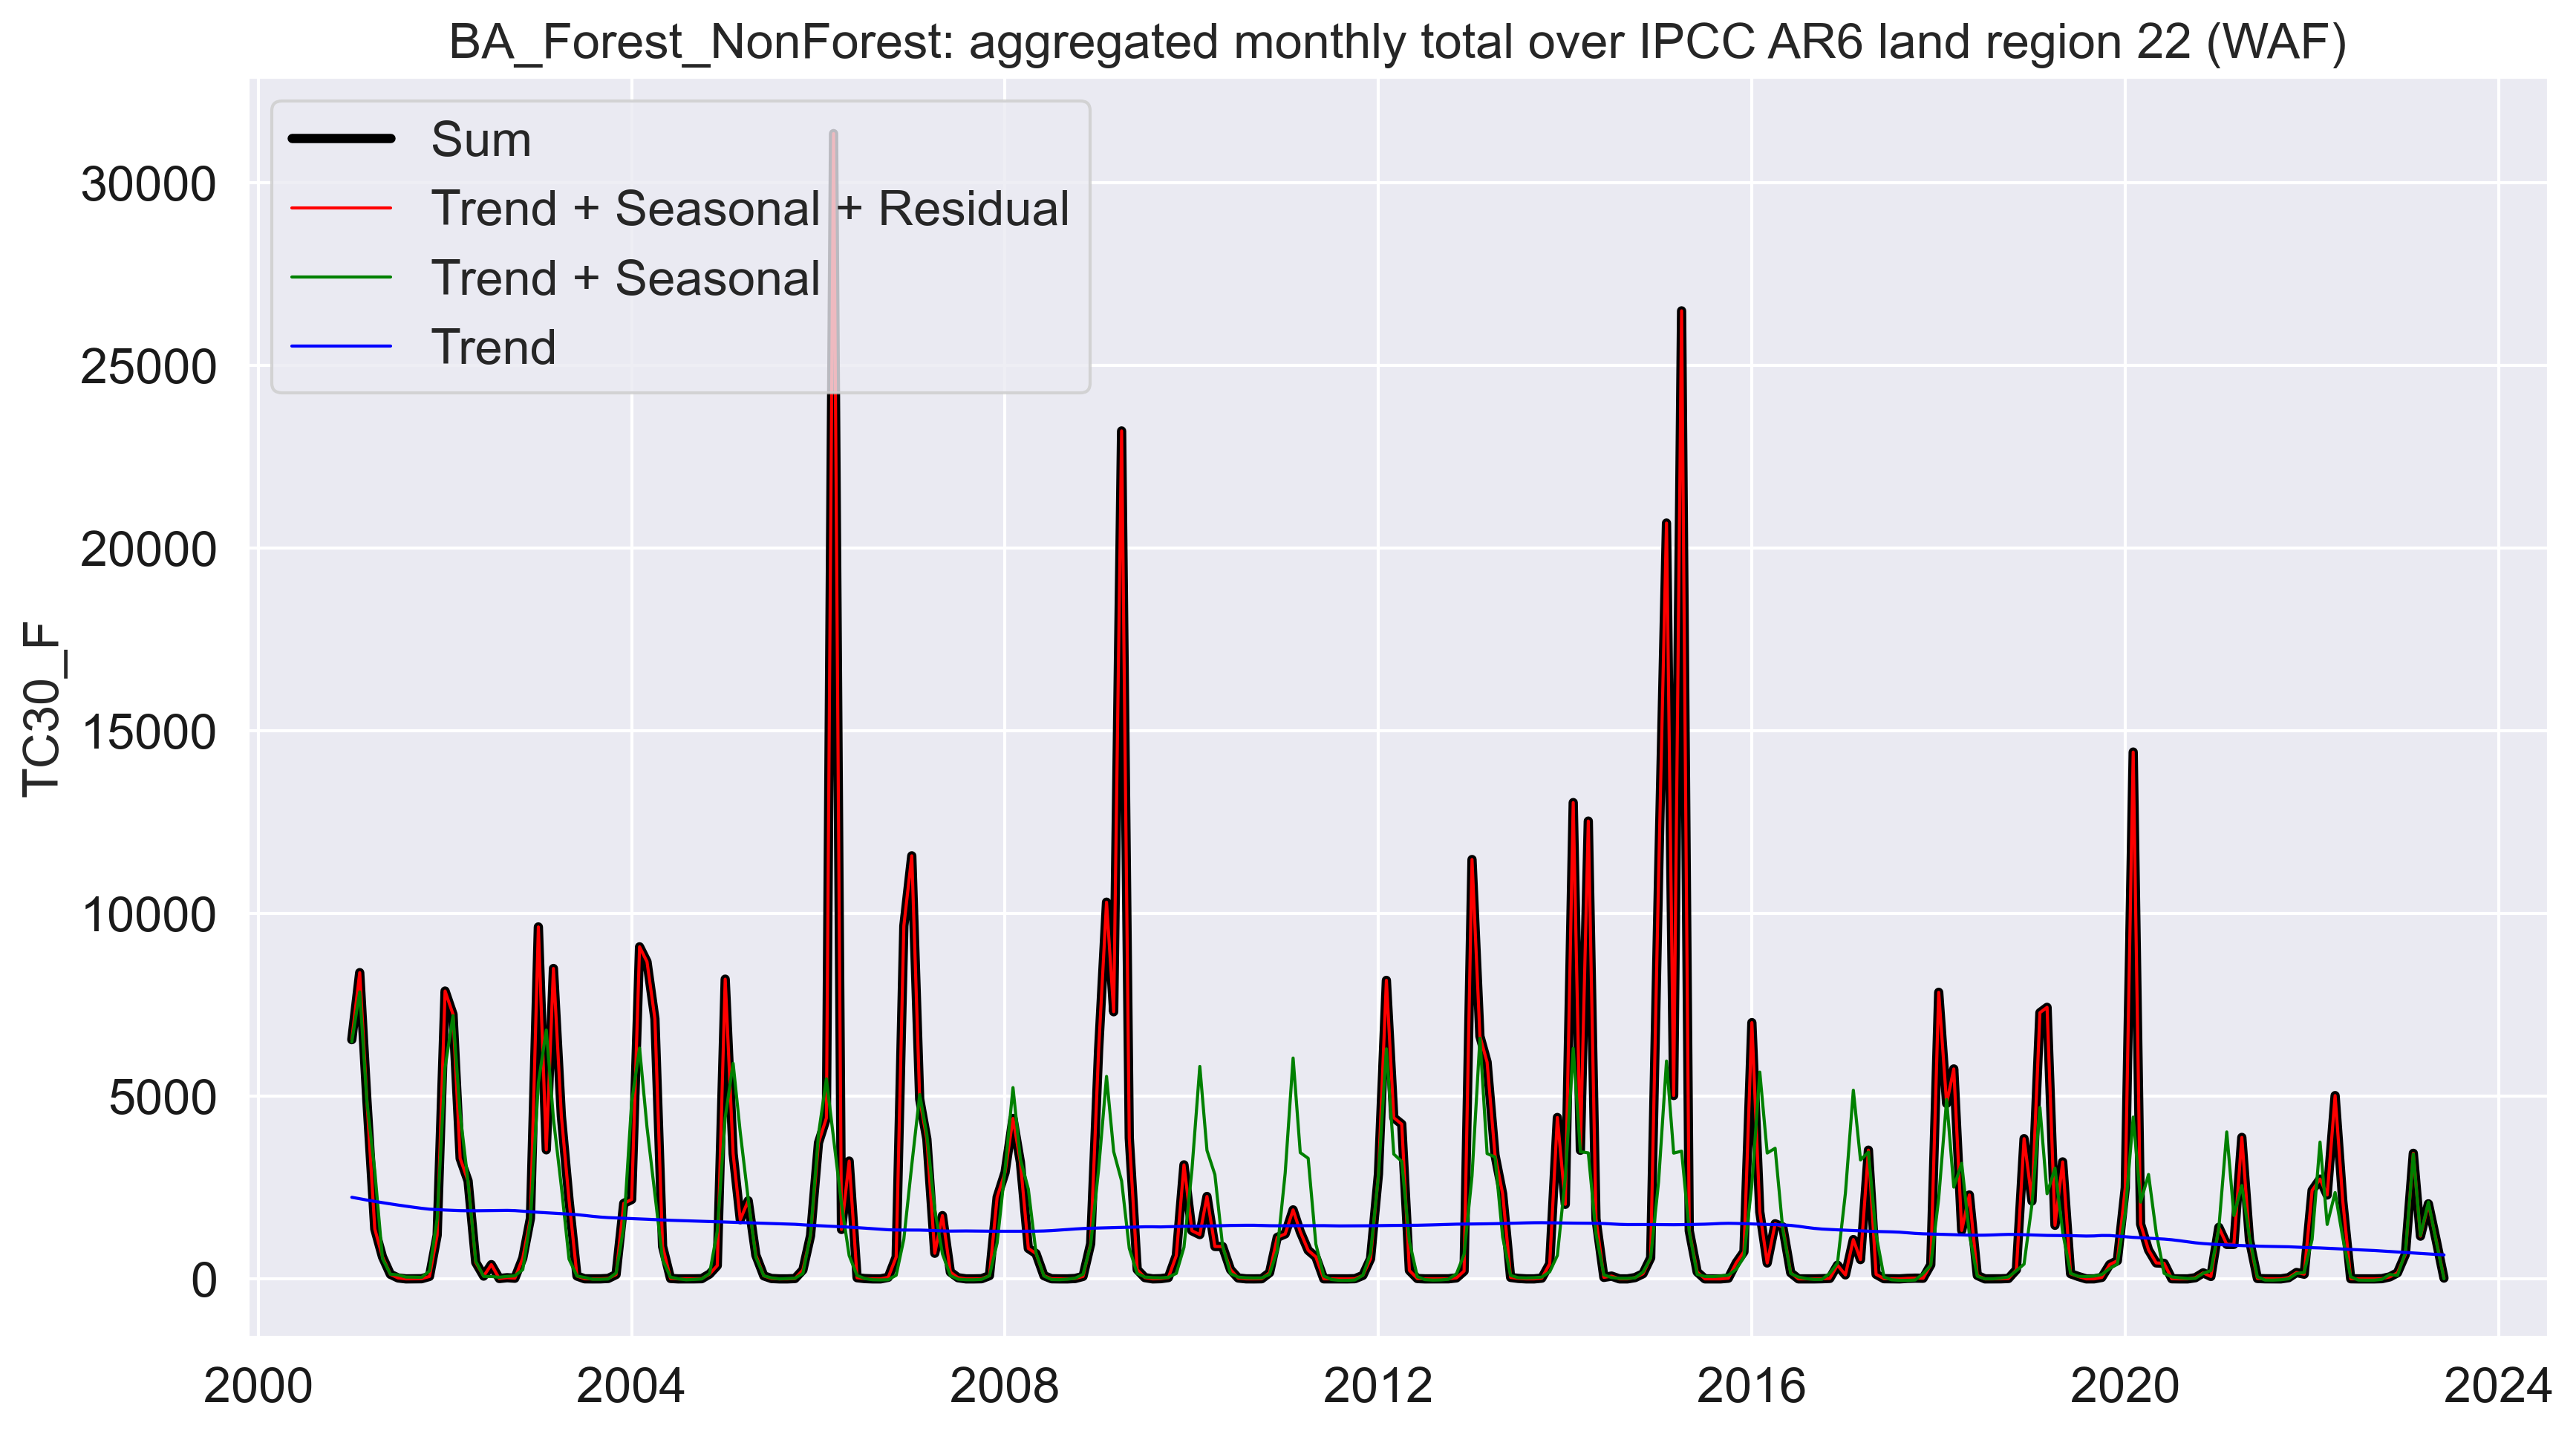 BA_Forest_NonForest: aggregated monthly total over IPCC AR6 land region 22 (WAF)
Sum
Trend + Seasonal + Residual
Trend + Seasonal
Trend
30000
25000
20000
15000
10000
5000
0
TC30_F
2000 2004 2008 2012 2016 2020 2024